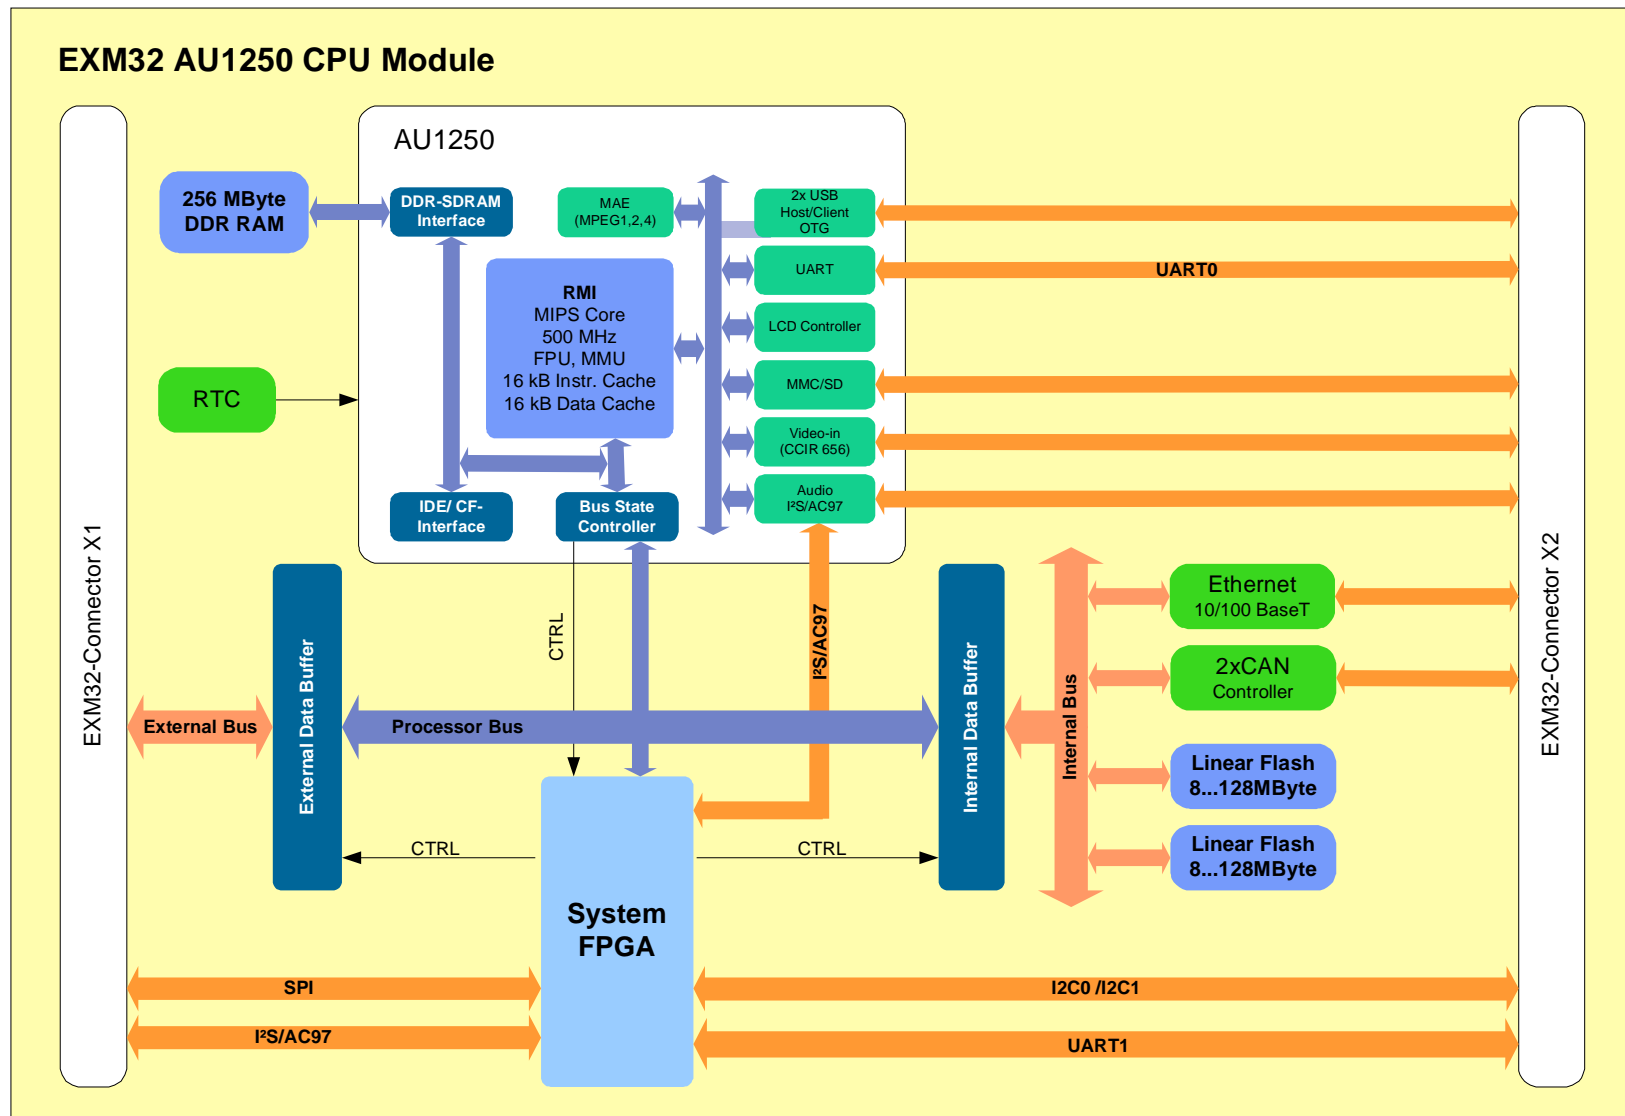 EXM32 AU1250 CPU Module
AU1250
256 MByte
DDR RAM
DDR-SDRAM
Interface
MAE
(MPEG1,2,4)
2x USB
Host/Client
OTG
UART
UART0
RMI
MIPS Core
500 MHz
FPU, MMU
16 kB Instr. Cache
16 kB Data Cache
LCD Controller
RTC
MMC/SD
Video-in
(CCIR 656)
IDE/ CF-
Interface
Bus State
Controller
Audio
I²S/AC97
EXM32-Connector X1
EXM32-Connector X2
External Data Buffer
CTRL
I²S/AC97
Internal Data Buffer
Internal Bus
Ethernet
10/100 BaseT
2xCAN
Controller
External Bus
Processor Bus
Linear Flash
8...128MByte
Linear Flash
8...128MByte
CTRL
CTRL
System
FPGA
SPI
I2C0 /I2C1
I²S/AC97
UART1